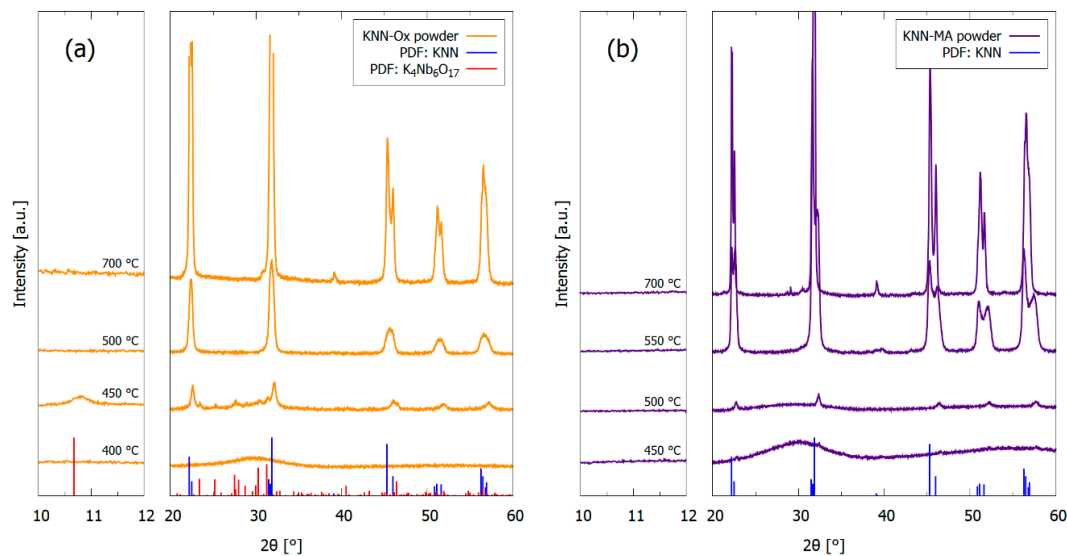 (a)
KNN-Ox powder
PDF: KNN
PDF: K₄Nb₆O₁₇
Intensity [a.u.]
700 °C
500 °C
450 °C
400 °C
10 11 12 20 30 40 50 60
2θ [°]
(b)
KNN-MA powder
PDF: KNN
Intensity [a.u.]
700 °C
550 °C
500 °C
450 °C
10 11 12 20 30 40 50 60
2θ [°]